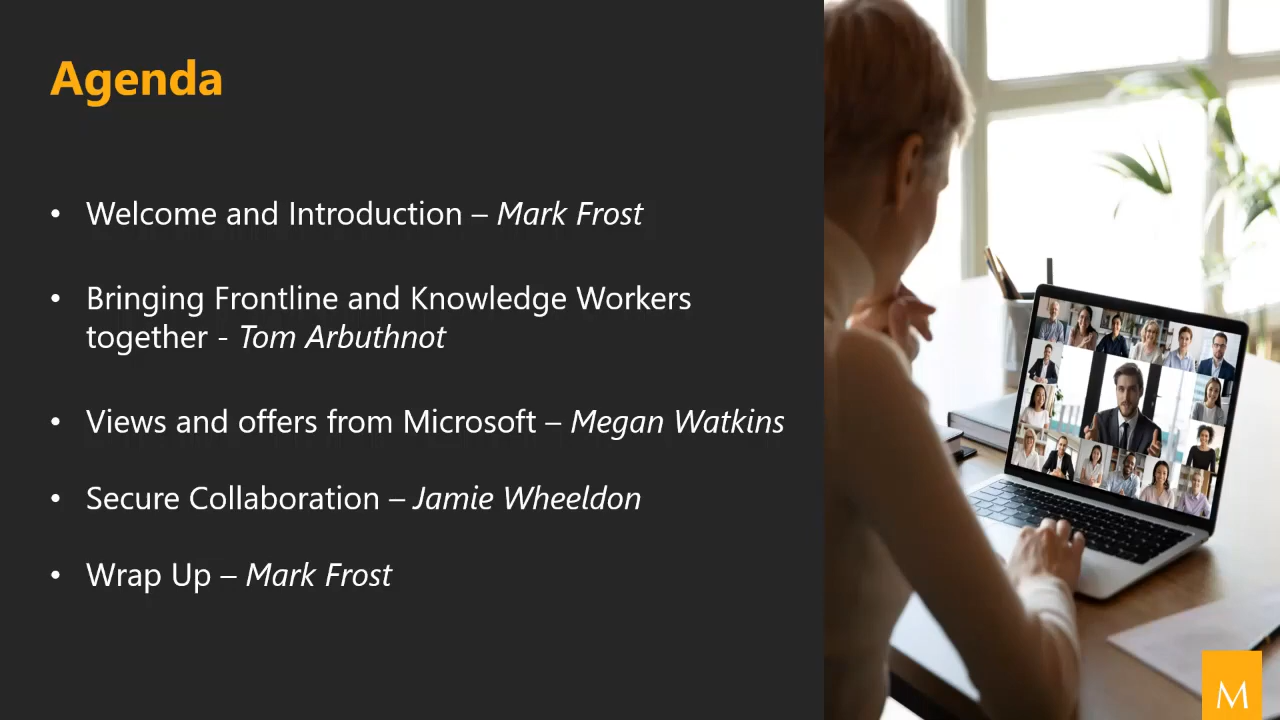 Agenda
• Welcome and Introduction – Mark Frost
• Bringing Frontline and Knowledge Workers
together - Tom Arbuthnot
• Views and offers from Microsoft – Megan Watkins
• Secure Collaboration – Jamie Wheeldon
• Wrap Up – Mark Frost
M